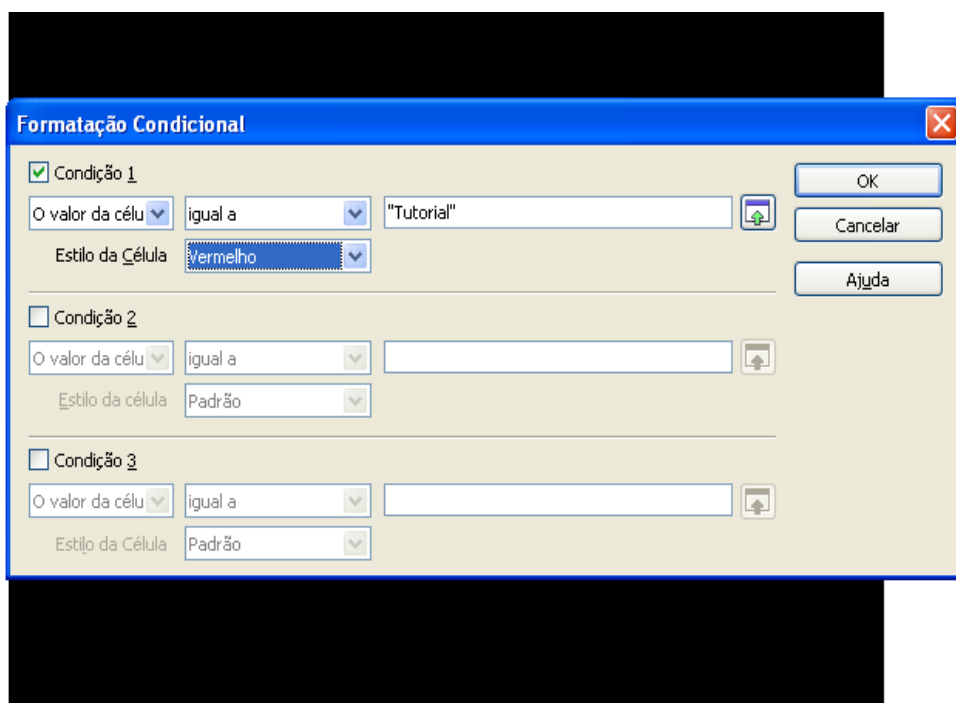 Formatação Condicional
Condição 1
O valor da célu igual a "Tutorial"
Estilo da Célula Vermelho
Condição 2
O valor da célu igual a
Estilo da célula Padrão
Condição 3
O valor da célu igual a
Estilo da Célula Padrão
OK
Cancelar
Ajuda